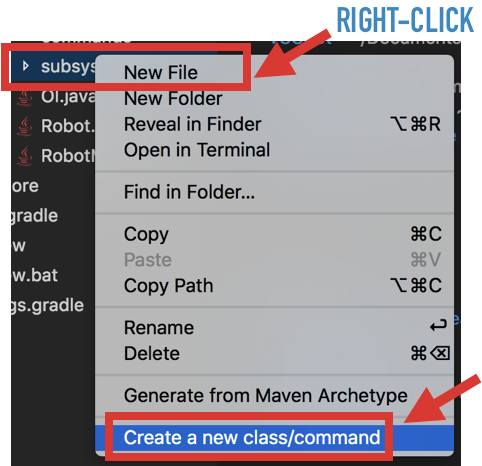 RIGHT-CLICK
commands
/Documents
subsys
New File
OI.java
New Folder
Robot.
Reveal in Finder ⌥⌘R
RobotM
Open in Terminal
ore
Find in Folder...
gradle
w
Copy ⌘C
Paste ⌘V
w.bat
Copy Path ⌥⌘C
gs.gradle
Rename ↩
Delete ⌘⌫
Generate from Maven Archetype
Create a new class/command